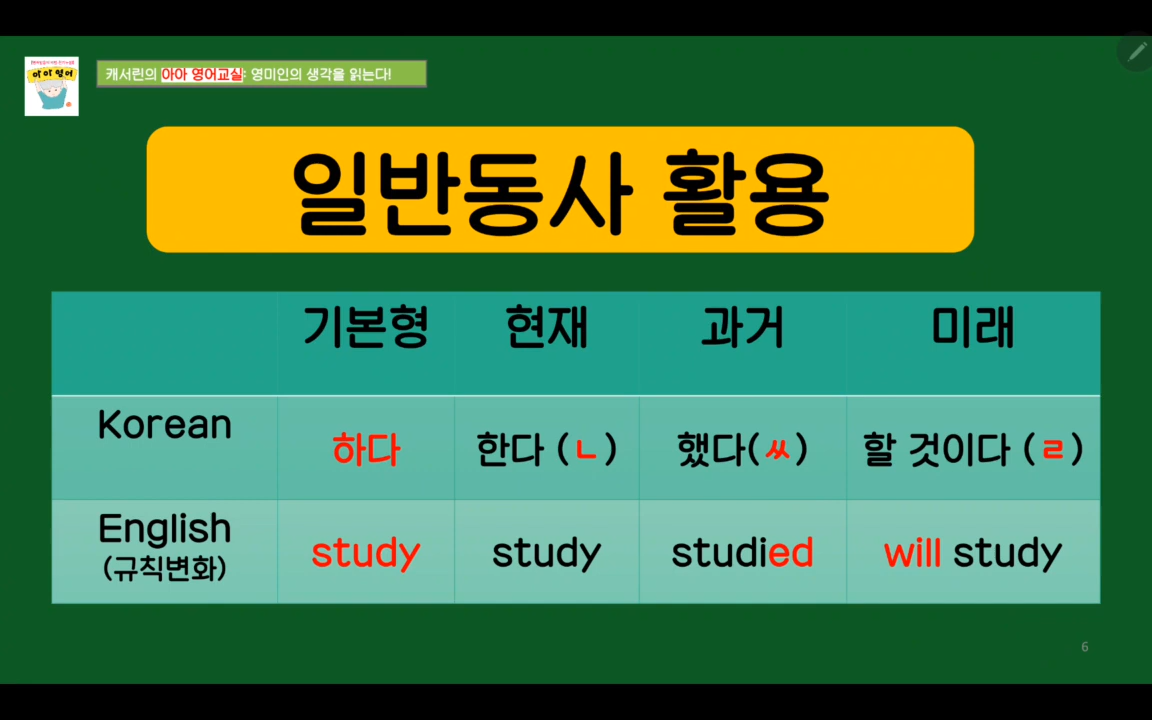 아 아 영어
캐서린의 아아 영어교실: 영미인의 생각을 읽는다!
일반동사 활용
기본형 현재 과거 미래
Korean 하다 한다 (ㄴ) 했다(ㅆ) 할 것이다 (ㄹ)
English study study studied will study
(규칙변화)
6